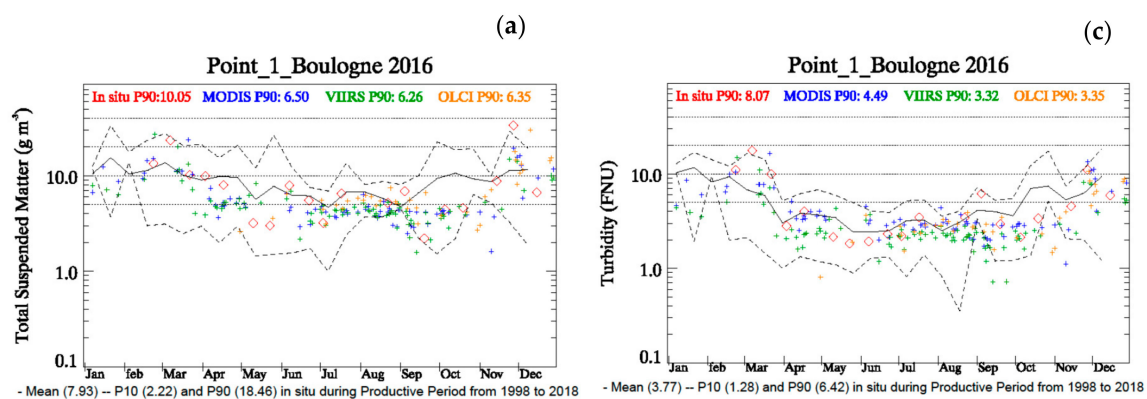 (a)
Point_1_Boulogne 2016
In situ P90:10.05 MODIS P90: 6.50 VIIRS P90: 6.26 OLCI P90: 6.35
Total Suspended Matter (g m⁻³)
10.0
1.0
0.1
Jan feb Mar Apr May Jun Jul Aug Sep Oct Nov Dec
- Mean (7.93) -- P10 (2.22) and P90 (18.46) in situ during Productive Period from 1998 to 2018
(c)
Point_1_Boulogne 2016
In situ P90: 8.07 MODIS P90: 4.49 VIIRS P90: 3.32 OLCI P90: 3.35
Turbidity (FNU)
10.0
1.0
0.1
Jan feb Mar Apr May Jun Jul Aug Sep Oct Nov Dec
- Mean (3.77) -- P10 (1.28) and P90 (6.42) in situ during Productive Period from 1998 to 2018